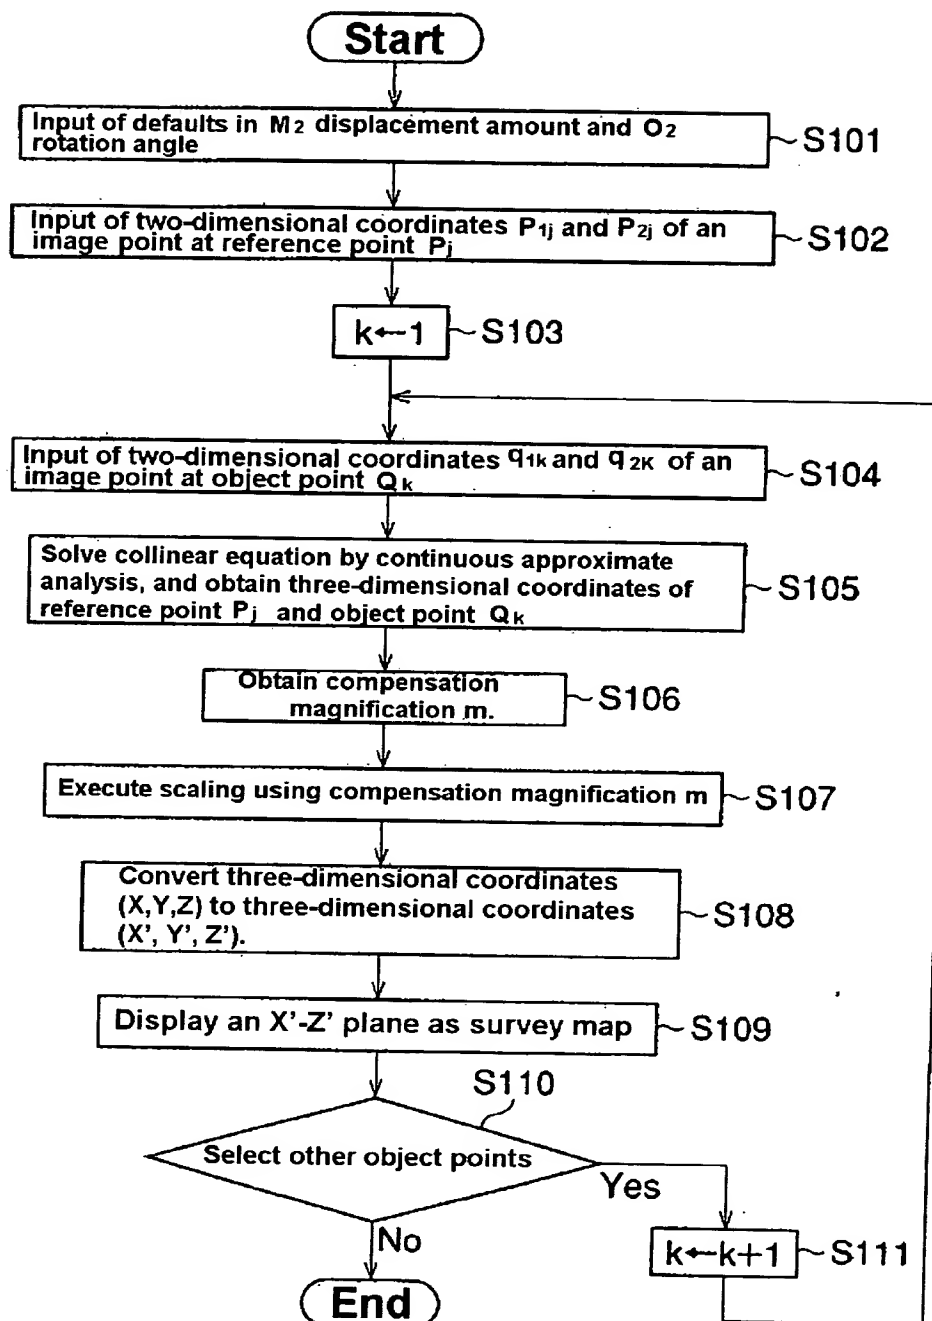 Start
Input of defaults in M2 displacement amount and O2
rotation angle
S101
Input of two-dimensional coordinates P1j and P2j of an
image point at reference point Pj
S102
k←1
S103
Input of two-dimensional coordinates q1k and q2K of an
image point at object point Qk
S104
Solve collinear equation by continuous approximate
analysis, and obtain three-dimensional coordinates of
reference point Pj and object point Qk
S105
Obtain compensation
magnification m.
S106
Execute scaling using compensation magnification m
S107
Convert three-dimensional coordinates
(X,Y,Z) to three-dimensional coordinates
(X', Y', Z').
S108
Display an X'-Z' plane as survey map
S109
S110
Select other object points
Yes
No
k←k+1
S111
End